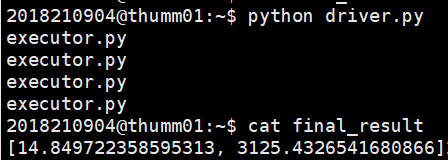 2018210904@thumm01:~$ python driver.py
executor.py
executor.py
executor.py
executor.py
2018210904@thumm01:~$ cat final_result
[14.849722358595313, 3125.4326541680866]